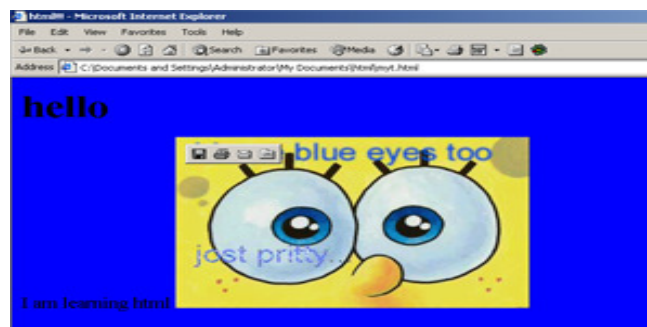 html!!! - Microsoft Internet Explorer
File Edit View Favorites Tools Help
Back Search Favorites Media
Address C:\Documents and Settings\Administrator\My Documents\html\myt.html
hello
blue eyes too
jost pritty...
I am learning html